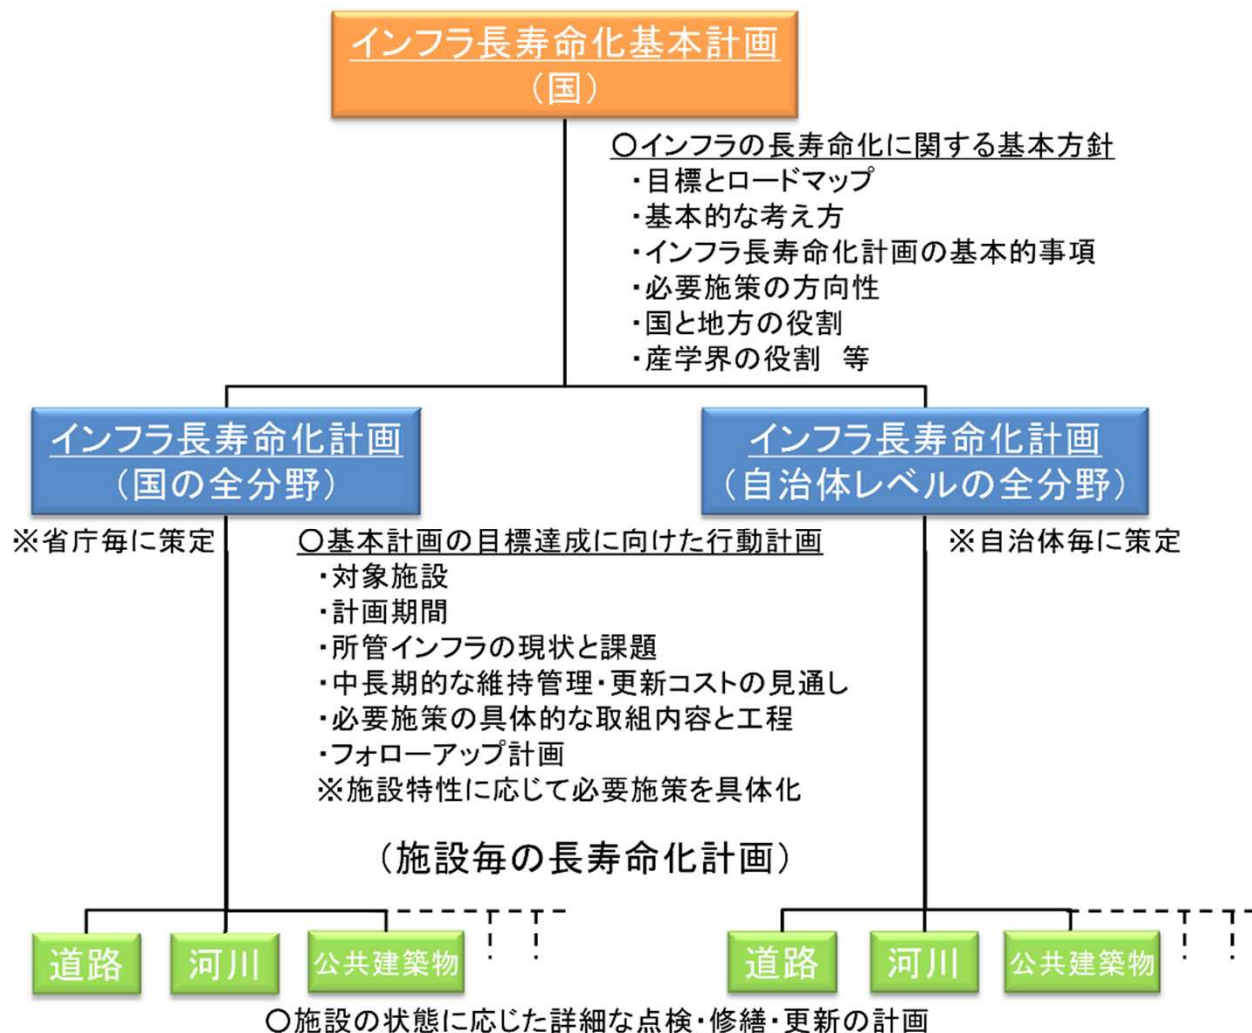 インフラ長寿命化基本計画
（国）
○インフラの長寿命化に関する基本方針
・目標とロードマップ
・基本的な考え方
・インフラ長寿命化計画の基本的事項
・必要施策の方向性
・国と地方の役割
・産学界の役割　等
インフラ長寿命化計画
（国の全分野）
インフラ長寿命化計画
（自治体レベルの全分野）
※省庁毎に策定
○基本計画の目標達成に向けた行動計画
※自治体毎に策定
・対象施設
・計画期間
・所管インフラの現状と課題
・中長期的な維持管理・更新コストの見通し
・必要施策の具体的な取組内容と工程
・フォローアップ計画
※施設特性に応じて必要施策を具体化
（施設毎の長寿命化計画）
道路
河川
公共建築物
道路
河川
公共建築物
○施設の状態に応じた詳細な点検・修繕・更新の計画